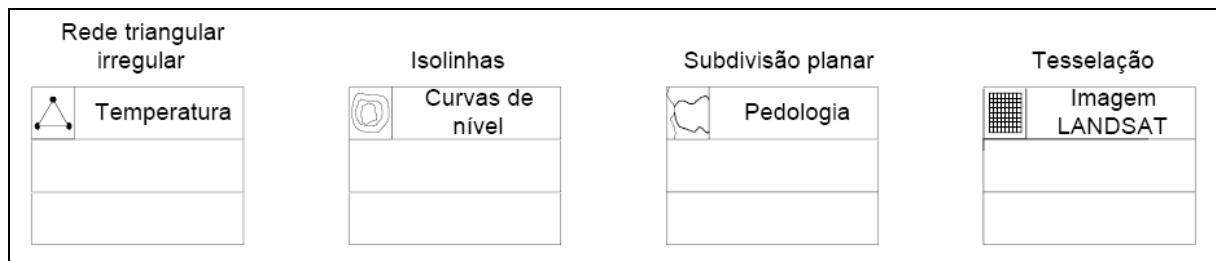 Rede triangular
irregular
Temperatura
Isolinhas
Curvas de
nível
Subdivisão planar
Pedologia
Tesselação
Imagem
LANDSAT